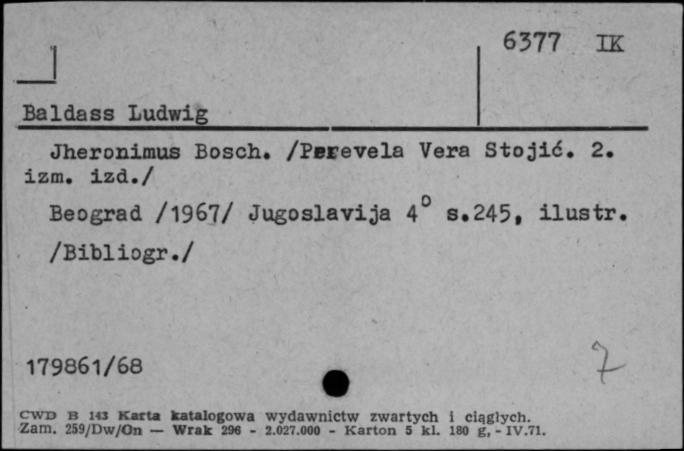 6377 IK
Baldass Ludwig
Jheronimus Bosch. /Perevela Vera Stojić. 2.
izm. izd./
Beograd /1967/ Jugoslavija 4° s.245, ilustr.
/Bibliogr./
179861/68
7
CWD B 143 Karta katalogowa wydawnictw zwartych i ciągłych.
Zam. 259/Dw/On — Wrak 296 - 2.027.000 - Karton 5 kl. 180 g, - IV.71.